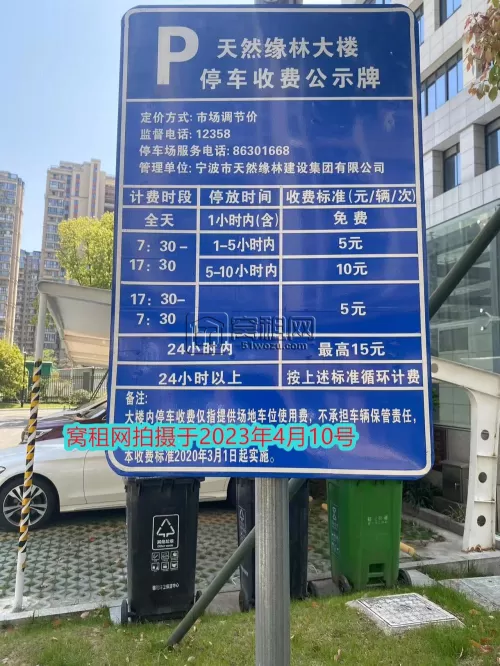 P
天然缘林大楼
停车收费公示牌
定价方式: 市场调节价
监督电话: 12358
停车场服务电话: 86301668
管理单位: 宁波市天然缘林建设集团有限公司
计费时段 停放时间 收费标准(元/辆/次)
全天 1小时内(含) 免费
7:30-17:30 1-5小时内 5元
5-10小时内 10元
17:30-7:30 5元
窝租网
51wozu.com
24小时内 最高15元
24小时以上 按上述标准循环计费
备注:
大楼内停车收费仅指提供场地车位使用费，不承担车辆保管责任，
窝租网拍摄于2023年4月10号
本收费标准2020年3月1日起实施。